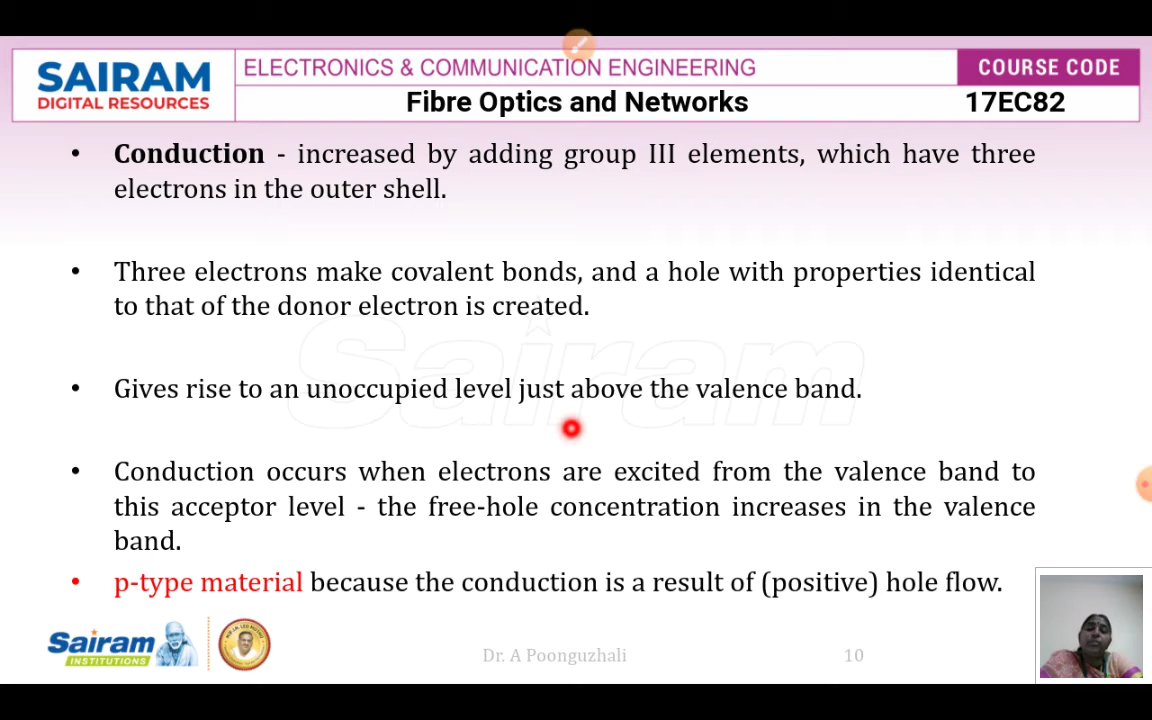 SAIRAM
DIGITAL RESOURCES
ELECTRONICS & COMMUNICATION ENGINEERING
COURSE CODE
Fibre Optics and Networks
17EC82
• Conduction - increased by adding group III elements, which have three
electrons in the outer shell.
• Three electrons make covalent bonds, and a hole with properties identical
to that of the donor electron is created.
Sairam
• Gives rise to an unoccupied level just above the valence band.
• Conduction occurs when electrons are excited from the valence band to
this acceptor level - the free-hole concentration increases in the valence
band.
• p-type material because the conduction is a result of (positive) hole flow.
Sairam
INSTITUTIONS
Dr. A Poonguzhali
10